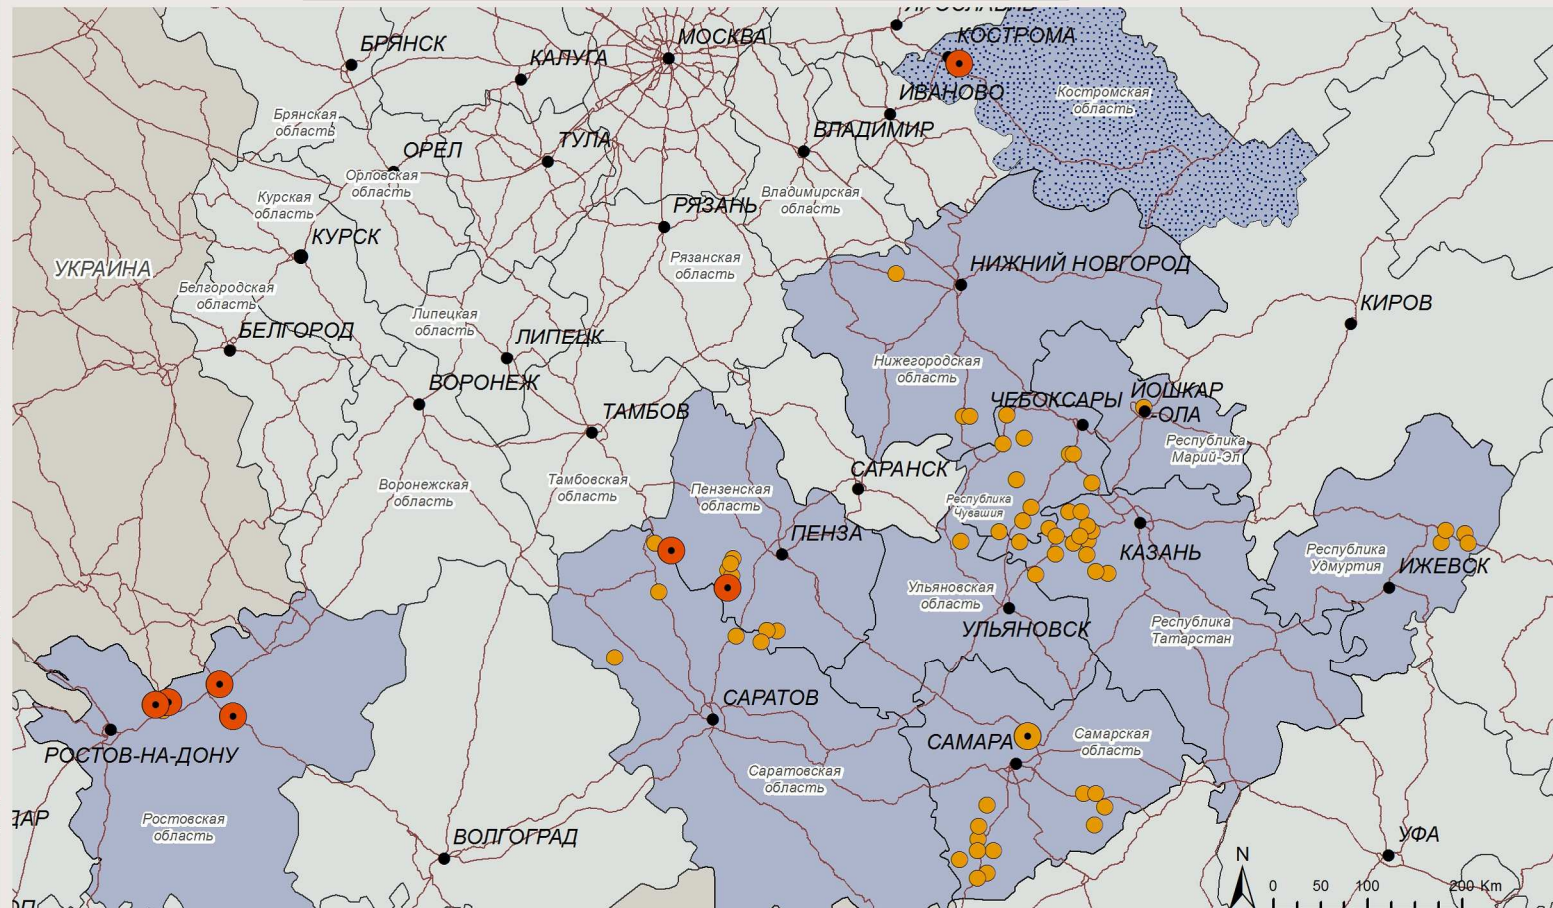 ЯРОСЛАВЛЬ
КОСТРОМА
МОСКВА
БРЯНСК
КАЛУГА
ИВАНОВО
Костромская
область
Брянская
область
ВЛАДИМИР
ТУЛА
ОРЕЛ
Орловская
область
Курская
область
Владимирская
область
РЯЗАНЬ
КУРСК
УКРАИНА
Рязанская
область
НИЖНИЙ НОВГОРОД
Белгородская
область
КИРОВ
Липецкая
область
БЕЛГОРОД
ЛИПЕЦК
Нижегородская
область
ВОРОНЕЖ
ЧЕБОКСАРЫ
ЙОШКАР
-ОЛА
ТАМБОВ
Республика
Марий-Эл
САРАНСК
Воронежская
область
Тамбовская
область
Пензенская
область
Республика
Чувашия
ПЕНЗА
КАЗАНЬ
Республика
Удмуртия
ИЖЕВСК
Ульяновская
область
УЛЬЯНОВСК
Республика
Татарстан
САРАТОВ
РОСТОВ-НА-ДОНУ
САМАРА
Самарская
область
Саратовская
область
Ростовская
область
ДАР
ВОЛГОГРАД
УФА
N
0 50 100 200 Km